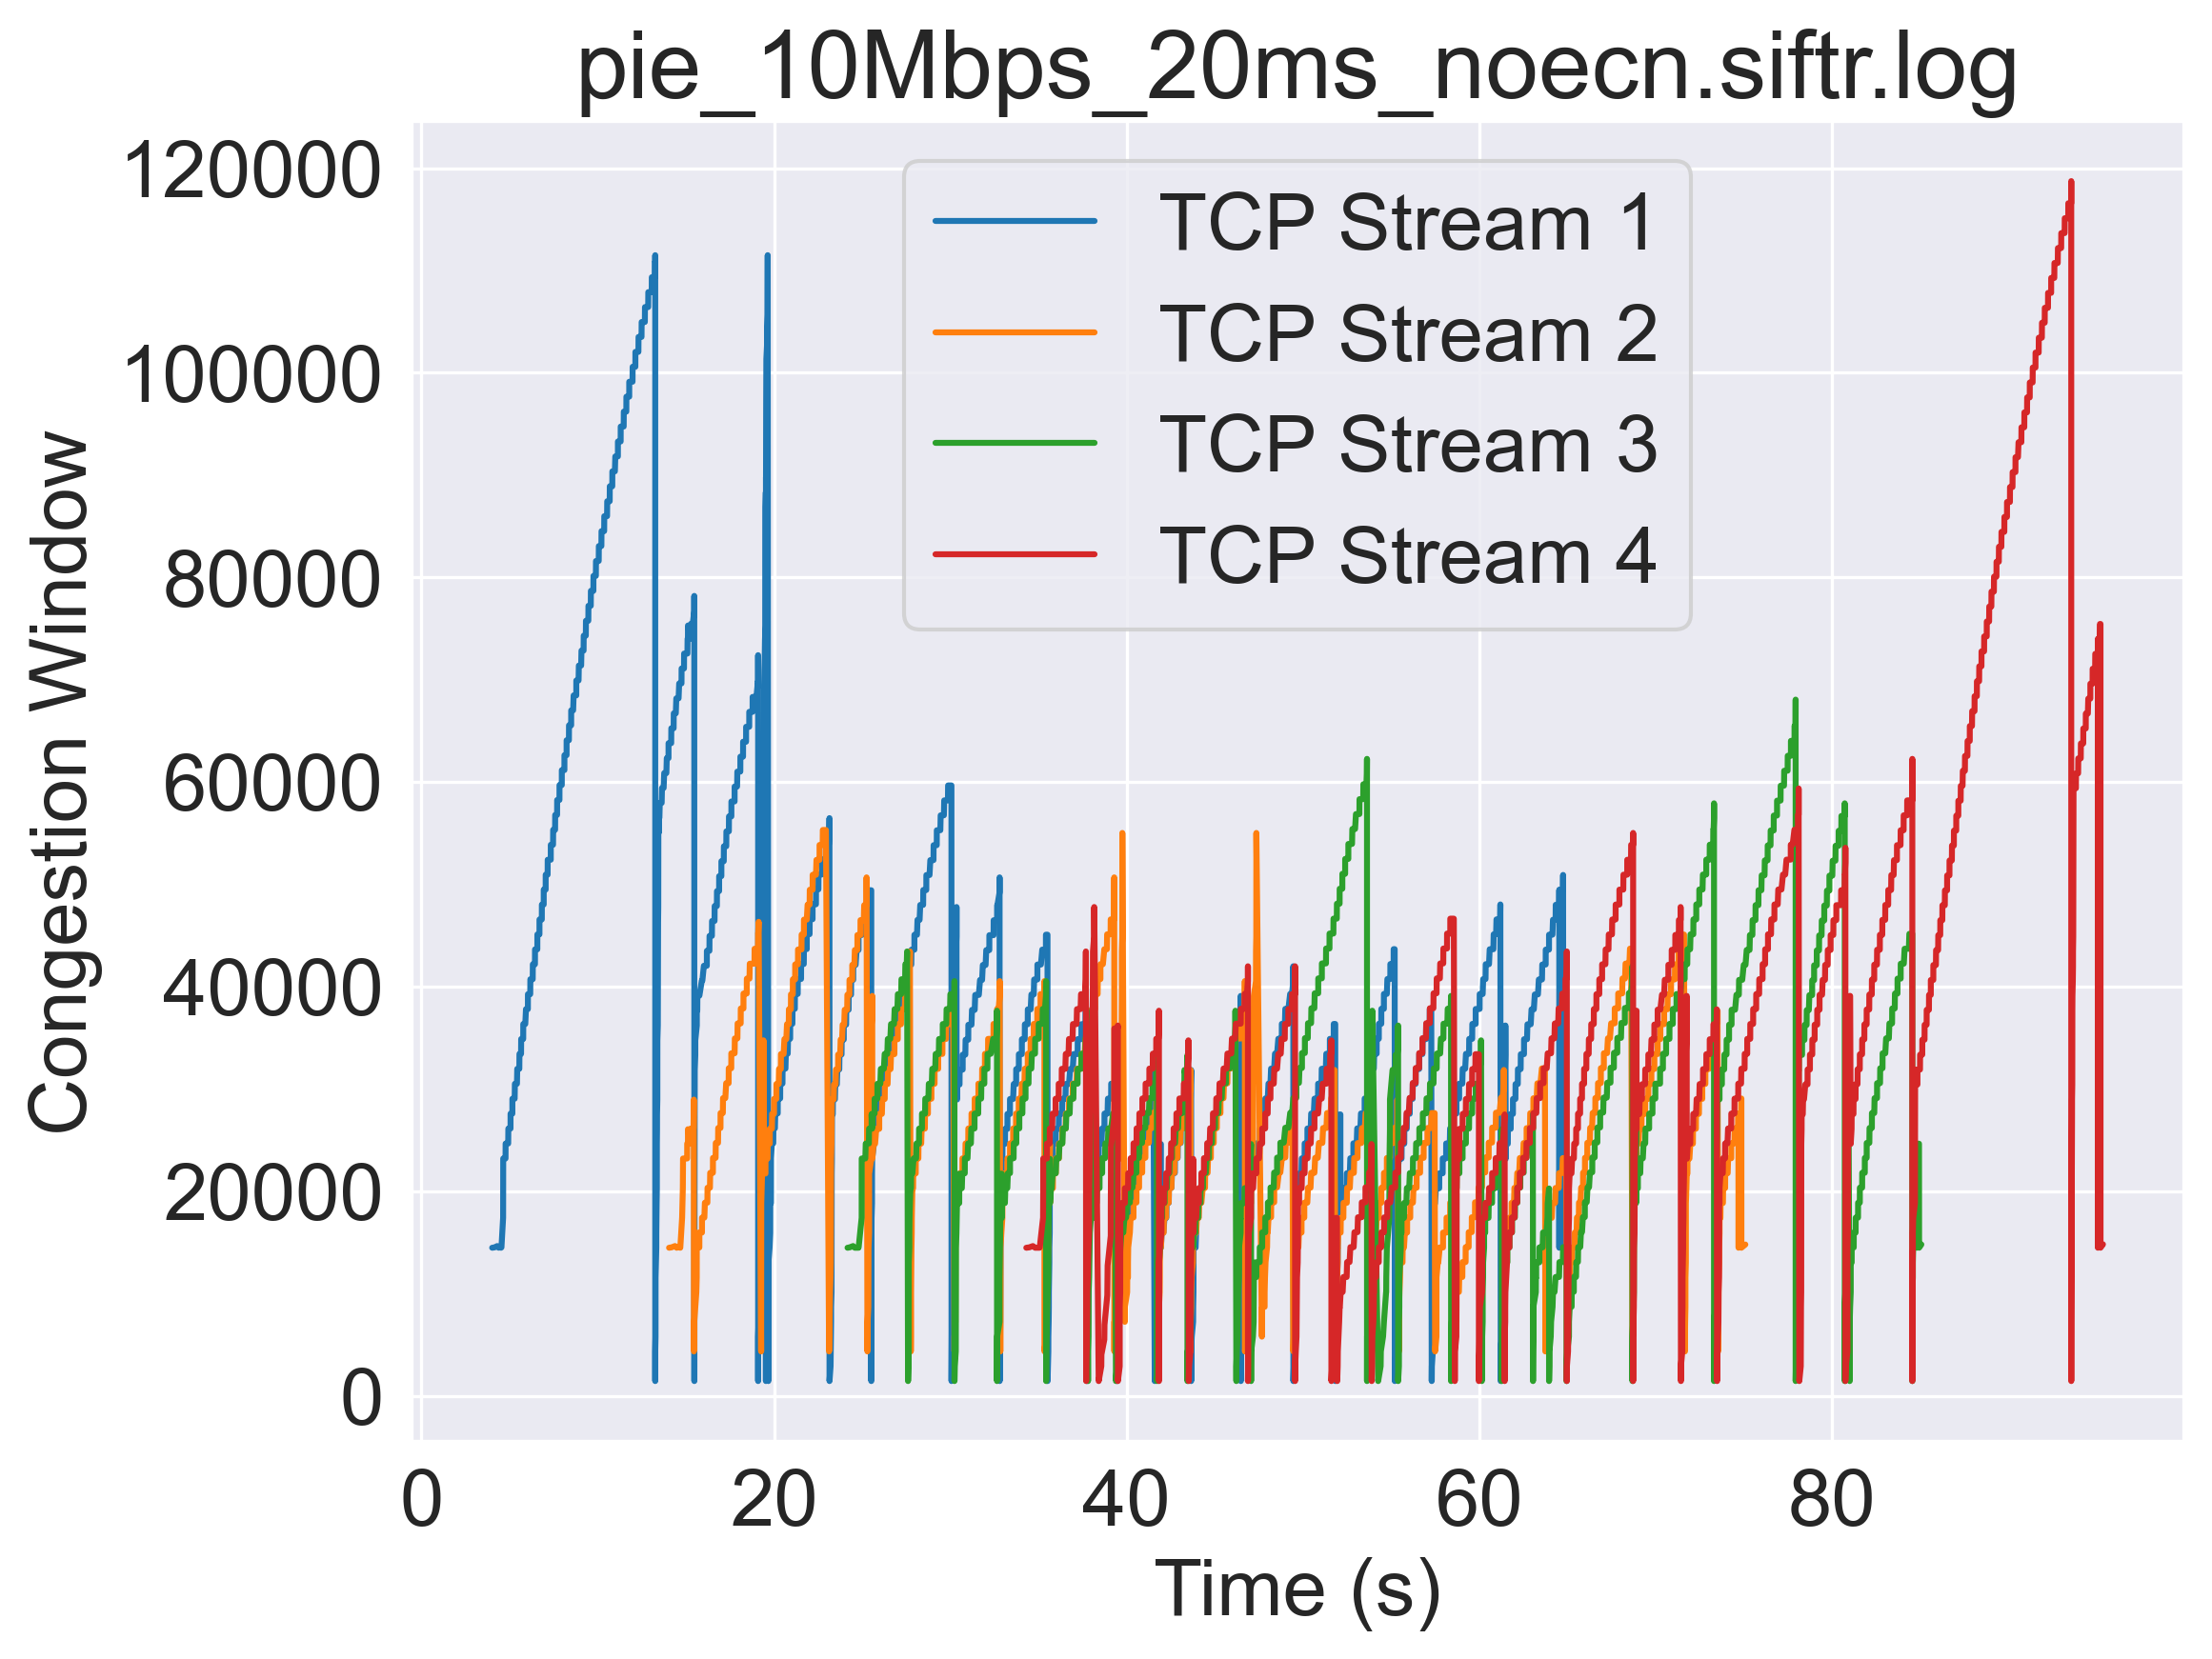 pie_10Mbps_20ms_noecn.siftr.log
120000
100000
80000
60000
40000
20000
0
Congestion Window
TCP Stream 1
TCP Stream 2
TCP Stream 3
TCP Stream 4
0 20 40 60 80
Time (s)